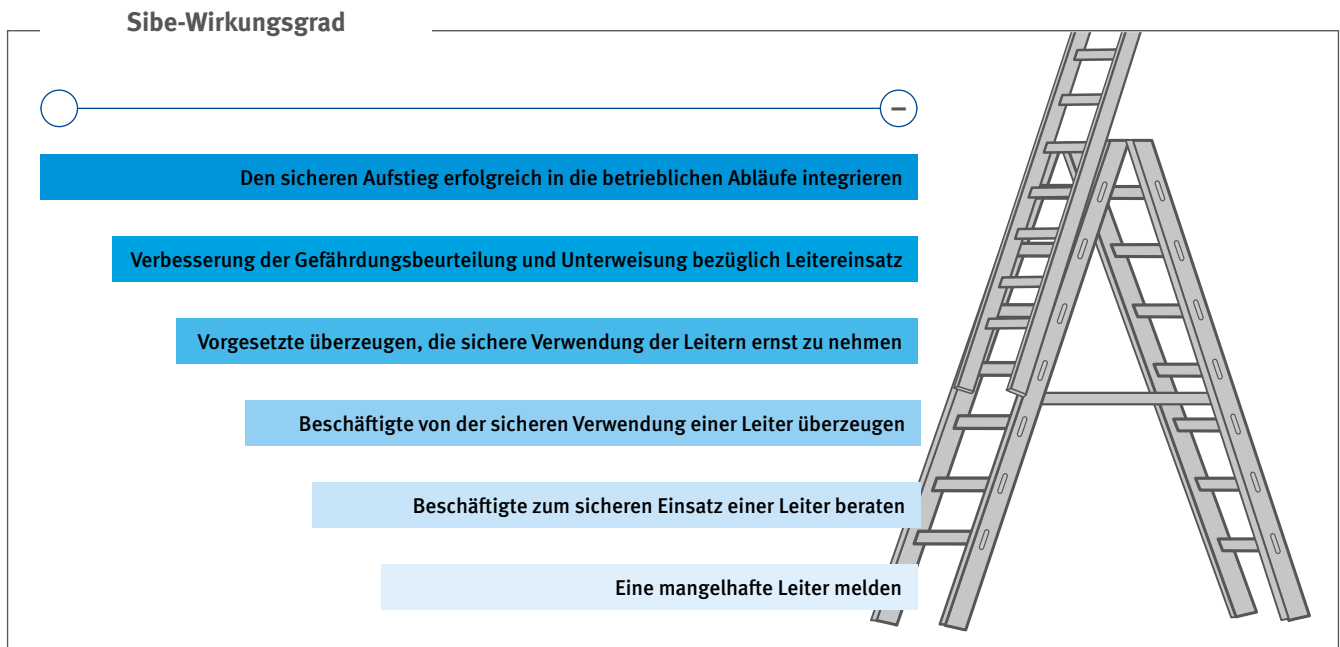 Sibe-Wirkungsgrad
–
Den sicheren Aufstieg erfolgreich in die betrieblichen Abläufe integrieren
Verbesserung der Gefährdungsbeurteilung und Unterweisung bezüglich Leitereinsatz
Vorgesetzte überzeugen, die sichere Verwendung der Leitern ernst zu nehmen
Beschäftigte von der sicheren Verwendung einer Leiter überzeugen
Beschäftigte zum sicheren Einsatz einer Leiter beraten
Eine mangelhafte Leiter melden